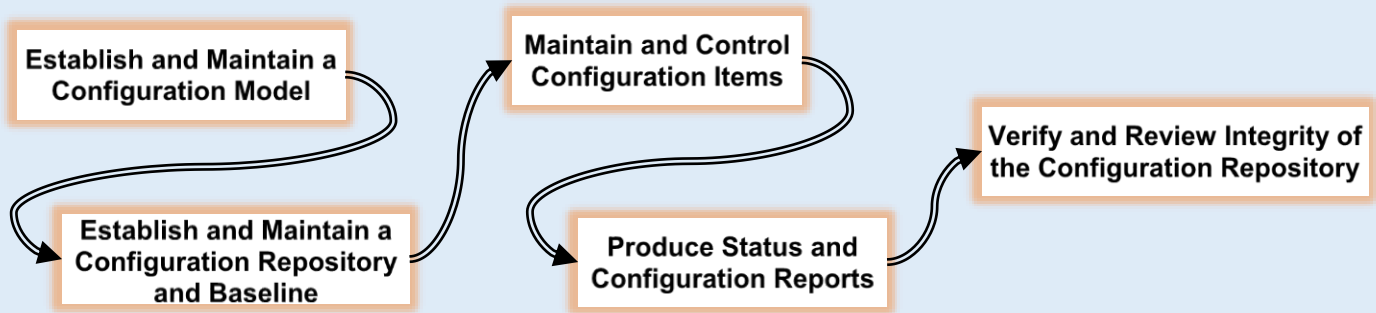 Establish and Maintain a
Configuration Model
Establish and Maintain a
Configuration Repository
and Baseline
Maintain and Control
Configuration Items
Produce Status and
Configuration Reports
Verify and Review Integrity of
the Configuration Repository